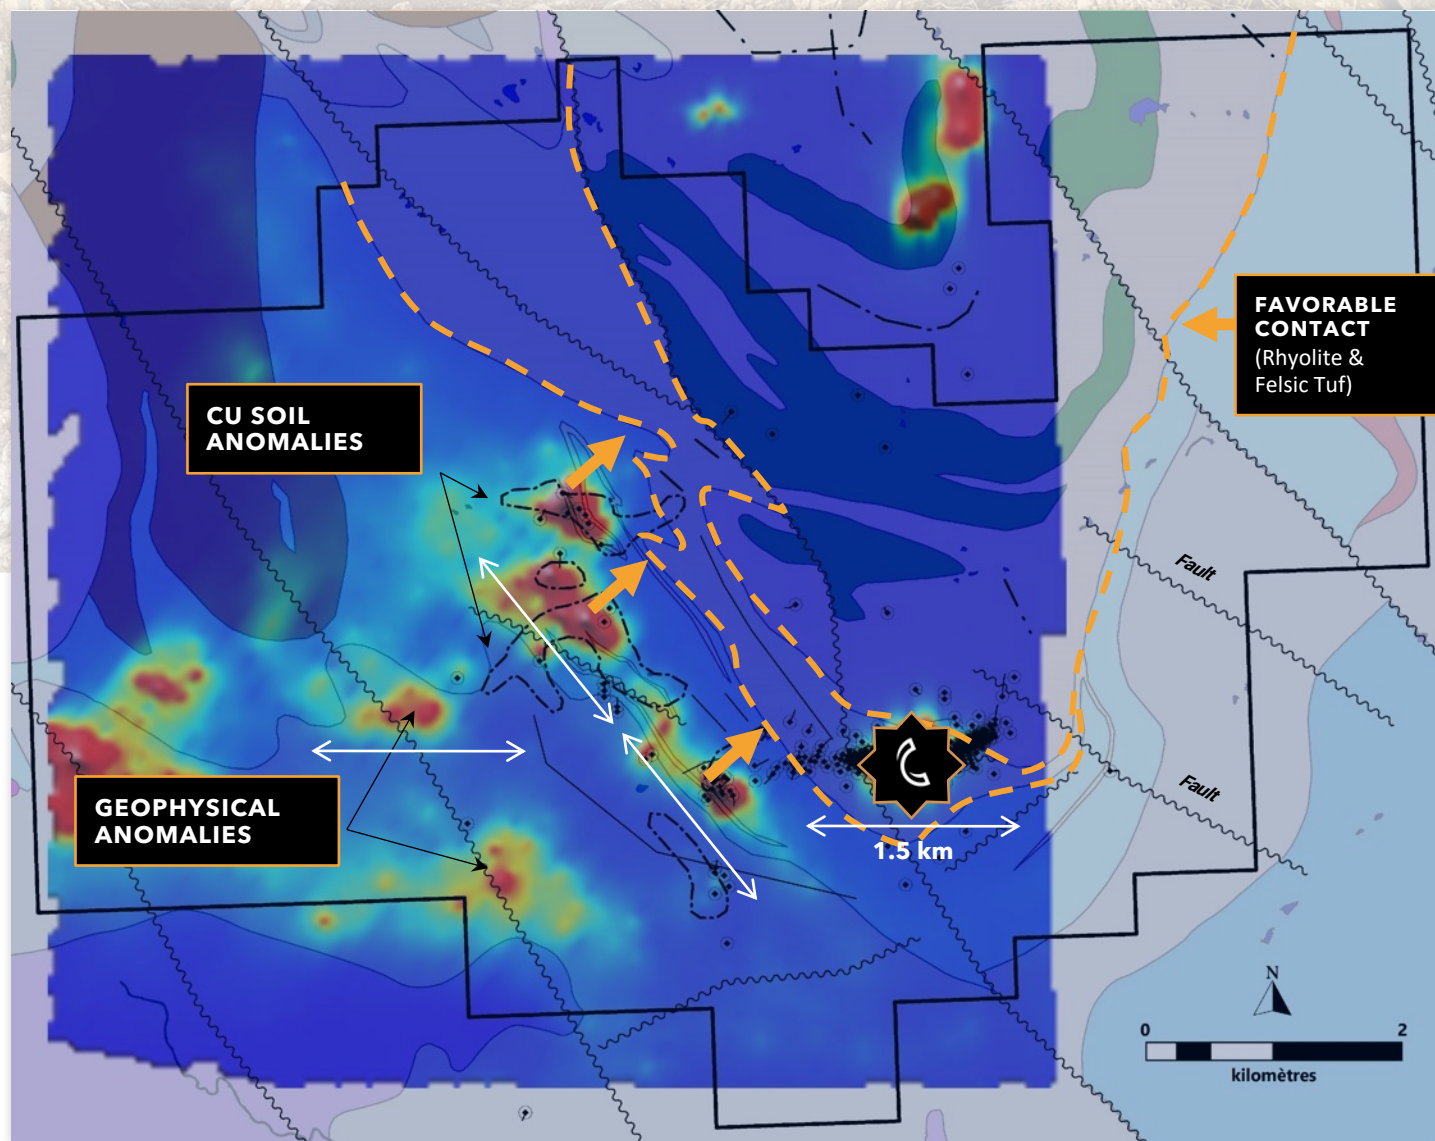 FAVORABLE
CONTACT
(Rhyolite &
Felsic Tuf)
CU SOIL
ANOMALIES
Fault
GEOPHYSICAL
ANOMALIES
Fault
1.5 km
N
0 2
kilomètres